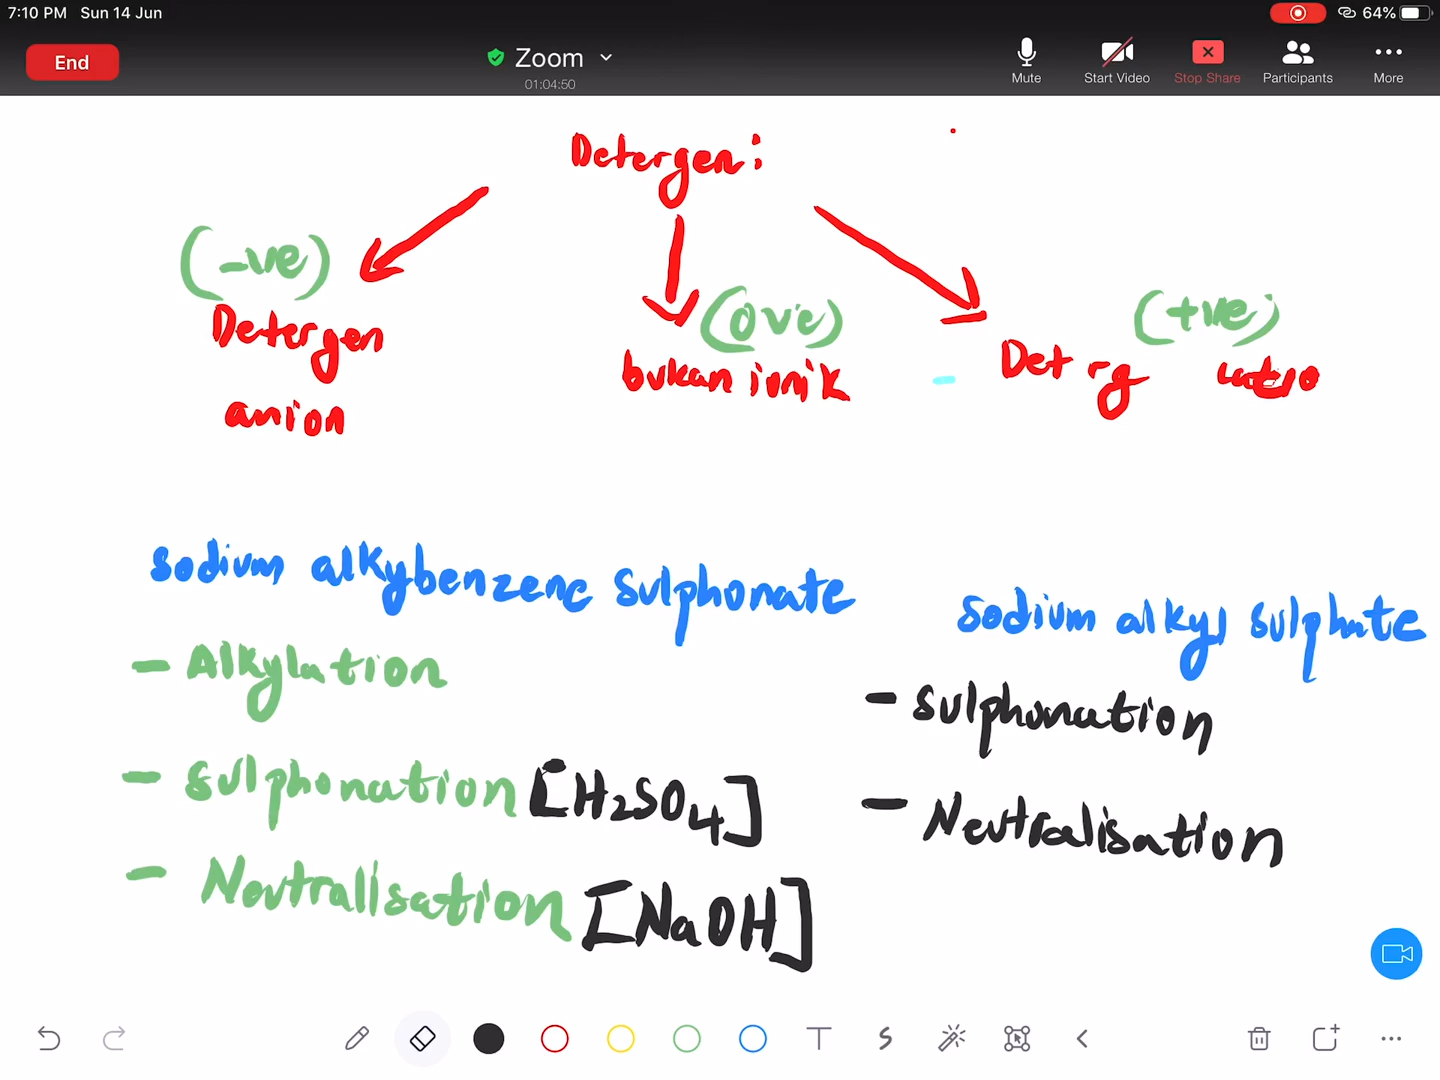 7:10 PM Sun 14 Jun
64%
End
Zoom
01:04:50
Mute
Start Video
Stop Share
Participants
More
Detergen:
(-ve)
Detergen
anion
(ove)
bukan ionik
(+ve)
Det rg
sodium alkybenzene sulphonate
- Alkylation
- sulphonation [H2SO4]
- Neutralisation [NaOH]
sodium alkyl sulphate
- sulphonation
- Neutralisation
T